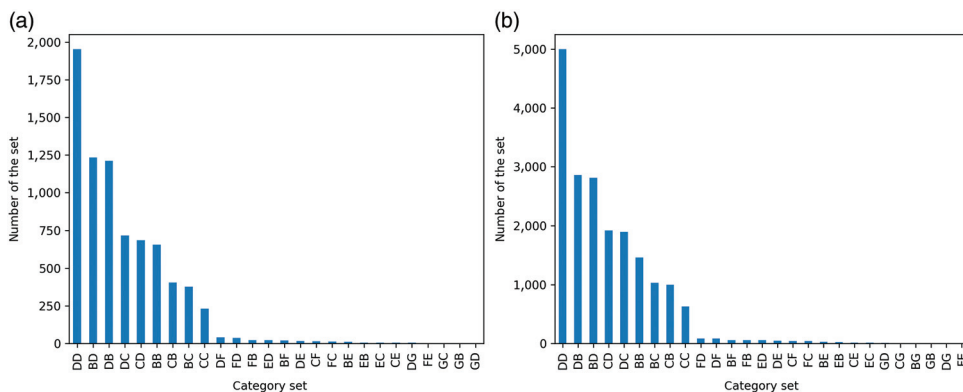 (a)
2,000
1,750
1,500
1,250
1,000
750
500
250
0
Number of the set
DD BD DB DC CD BB CB BC CC DF FD FB ED BF DE CF FC BE EB EC CE DG FE GC GB GD
Category set
(b)
5,000
4,000
3,000
2,000
1,000
0
Number of the set
DD DB BD CD DC BB BC CB CC FD DF BF FB ED DE CF FC BE EB CE EC GD CG BG GB DG
Category set